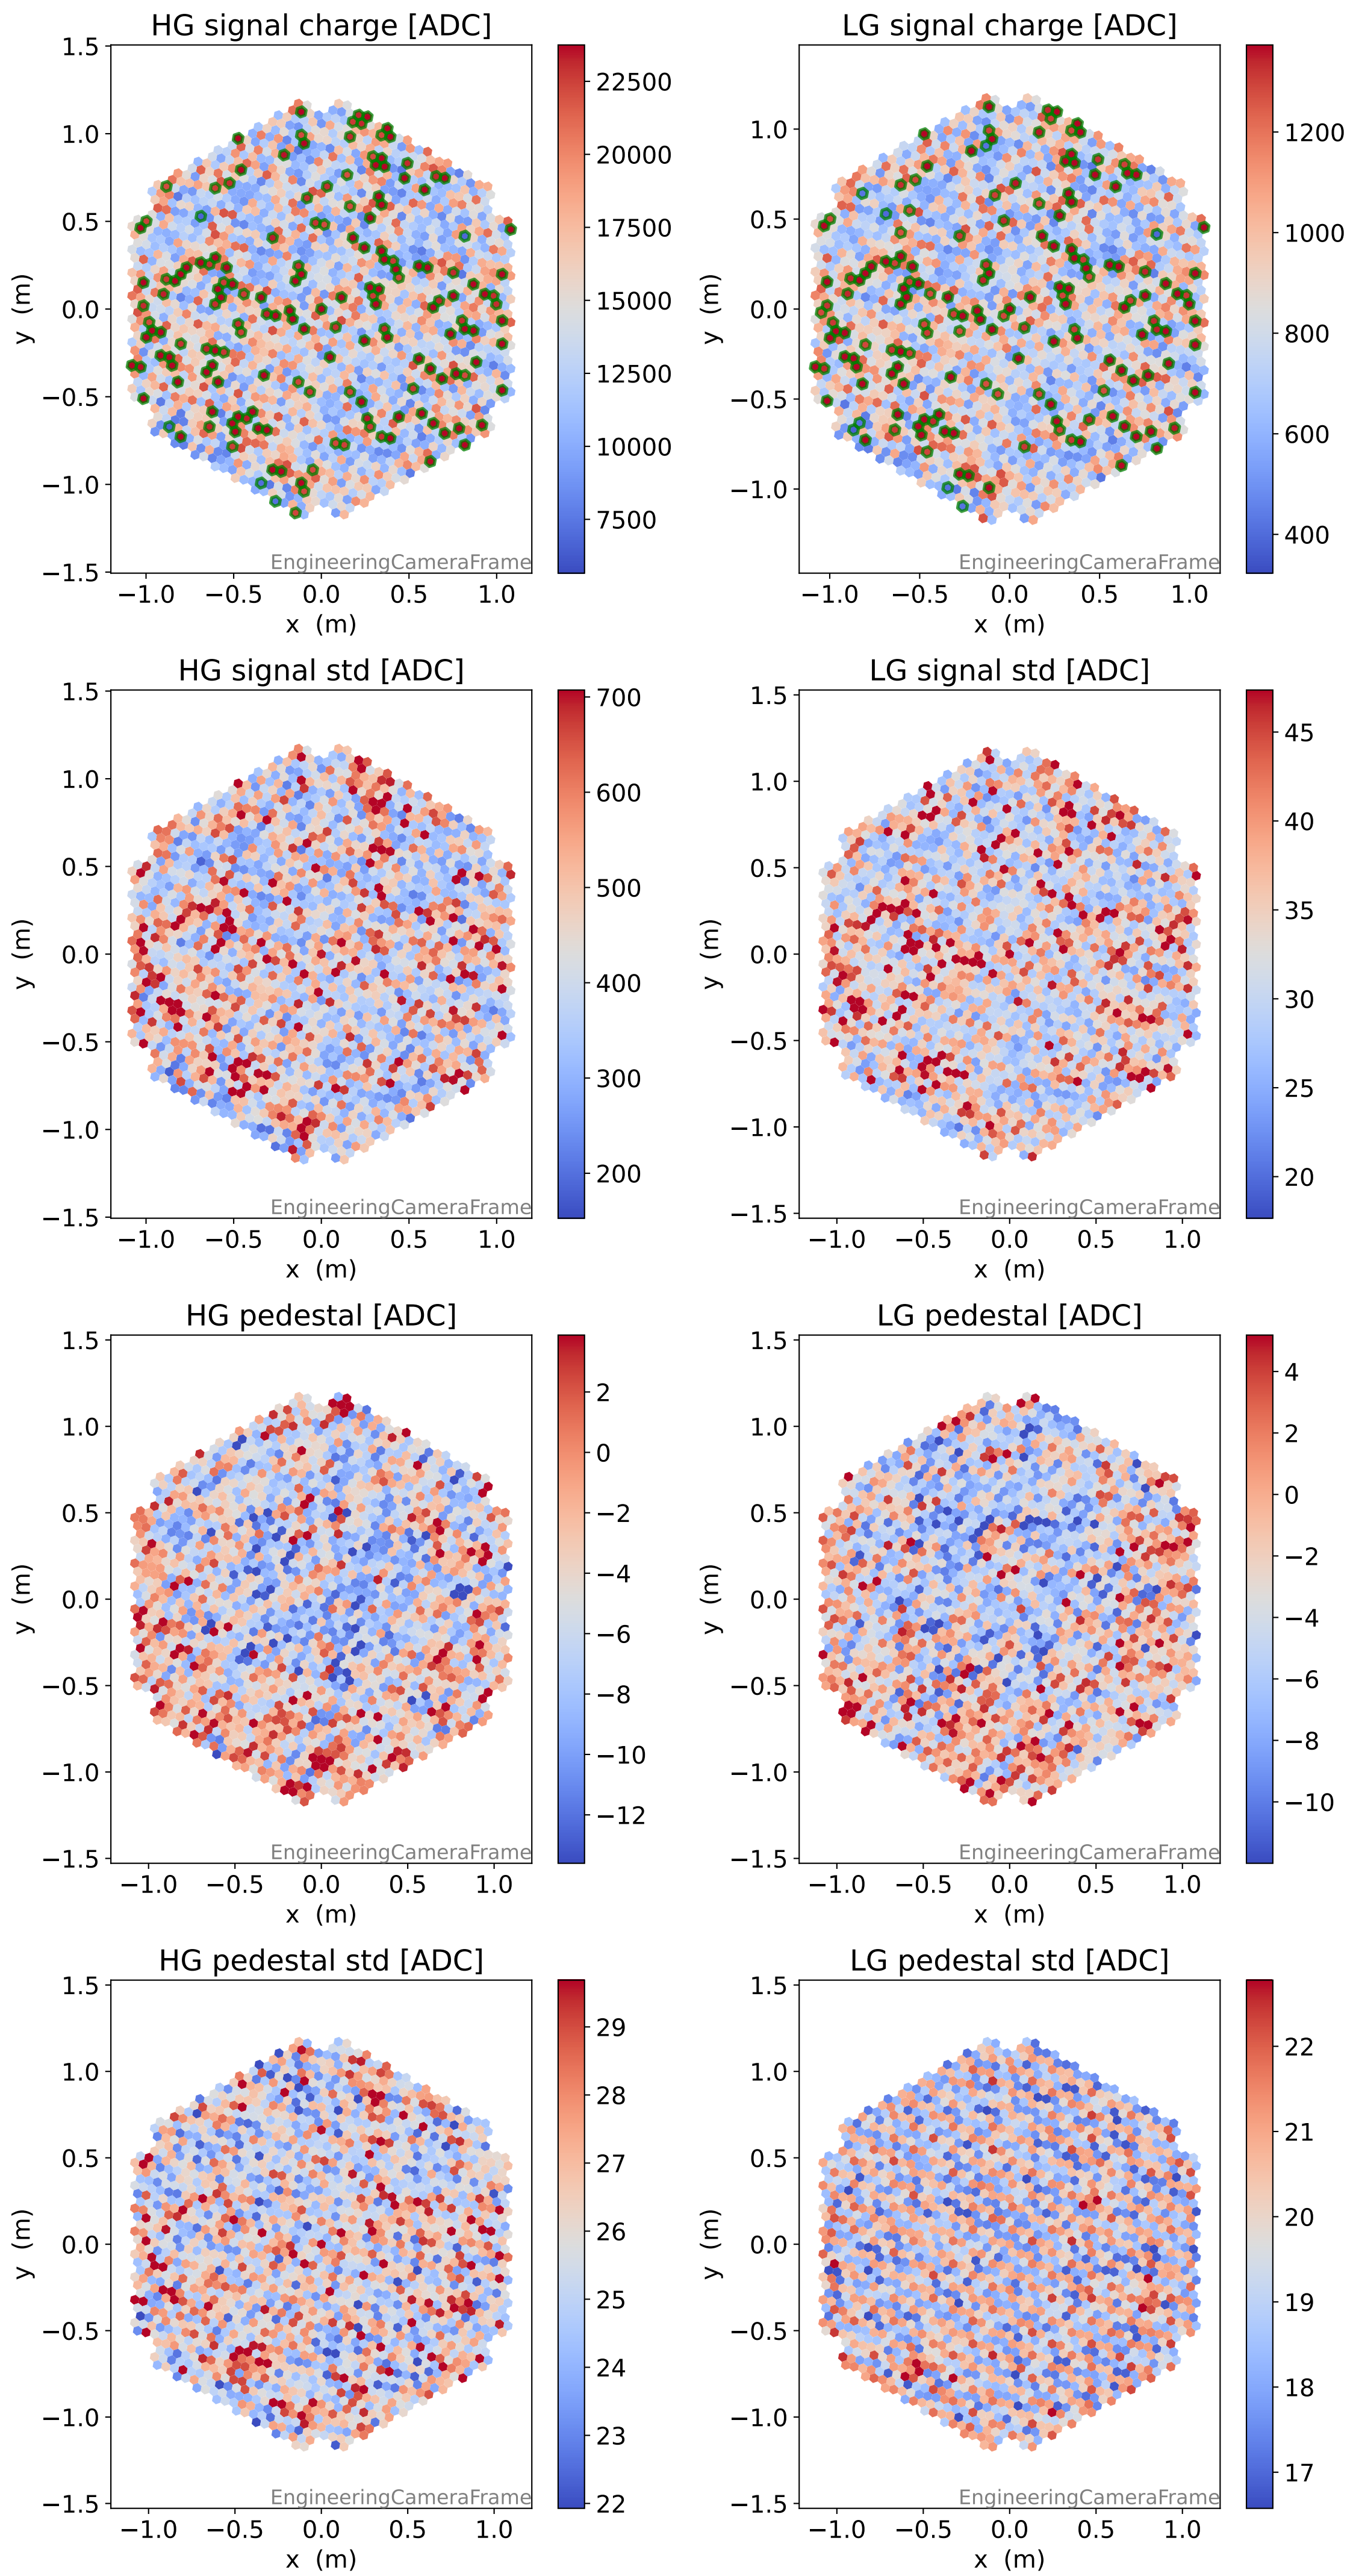 HG signal charge [ADC]
1.5
1.0
0.5
0.0
−0.5
−1.0
−1.5
y (m)
−1.0 −0.5 0.0 0.5 1.0
x (m)
EngineeringCameraFrame
22500
20000
17500
15000
12500
10000
7500
LG signal charge [ADC]
1.0
0.5
0.0
−0.5
−1.0
y (m)
−1.0 −0.5 0.0 0.5 1.0
x (m)
EngineeringCameraFrame
1200
1000
800
600
400
HG signal std [ADC]
1.5
1.0
0.5
0.0
−0.5
−1.0
−1.5
y (m)
−1.0 −0.5 0.0 0.5 1.0
x (m)
EngineeringCameraFrame
700
600
500
400
300
200
LG signal std [ADC]
1.5
1.0
0.5
0.0
−0.5
−1.0
−1.5
y (m)
−1.0 −0.5 0.0 0.5 1.0
x (m)
EngineeringCameraFrame
45
40
35
30
25
20
HG pedestal [ADC]
1.5
1.0
0.5
0.0
−0.5
−1.0
−1.5
y (m)
−1.0 −0.5 0.0 0.5 1.0
x (m)
EngineeringCameraFrame
2
0
−2
−4
−6
−8
−10
−12
LG pedestal [ADC]
1.5
1.0
0.5
0.0
−0.5
−1.0
−1.5
y (m)
−1.0 −0.5 0.0 0.5 1.0
x (m)
EngineeringCameraFrame
4
2
0
−2
−4
−6
−8
−10
HG pedestal std [ADC]
1.5
1.0
0.5
0.0
−0.5
−1.0
−1.5
y (m)
−1.0 −0.5 0.0 0.5 1.0
x (m)
EngineeringCameraFrame
29
28
27
26
25
24
23
22
LG pedestal std [ADC]
1.5
1.0
0.5
0.0
−0.5
−1.0
−1.5
y (m)
−1.0 −0.5 0.0 0.5 1.0
x (m)
EngineeringCameraFrame
22
21
20
19
18
17